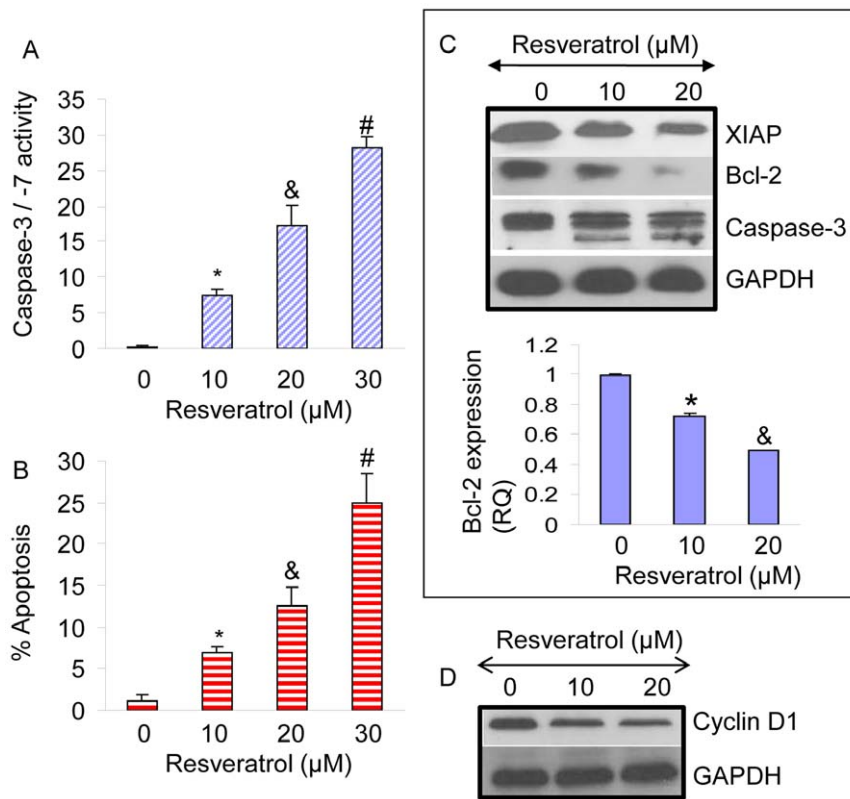 A
Caspase-3 / -7 activity
35
30
25
20
15
10
5
0
*
&
#
0 10 20 30
Resveratrol (µM)
B
% Apoptosis
30
25
20
15
10
5
0
*
&
#
0 10 20 30
Resveratrol (µM)
C
Resveratrol (µM)
0 10 20
XIAP
Bcl-2
Caspase-3
GAPDH
Bcl-2 expression
(RQ)
1.2
1
0.8
0.6
0.4
0.2
0
*
&
0 10 20
Resveratrol (µM)
D
Resveratrol (µM)
0 10 20
Cyclin D1
GAPDH